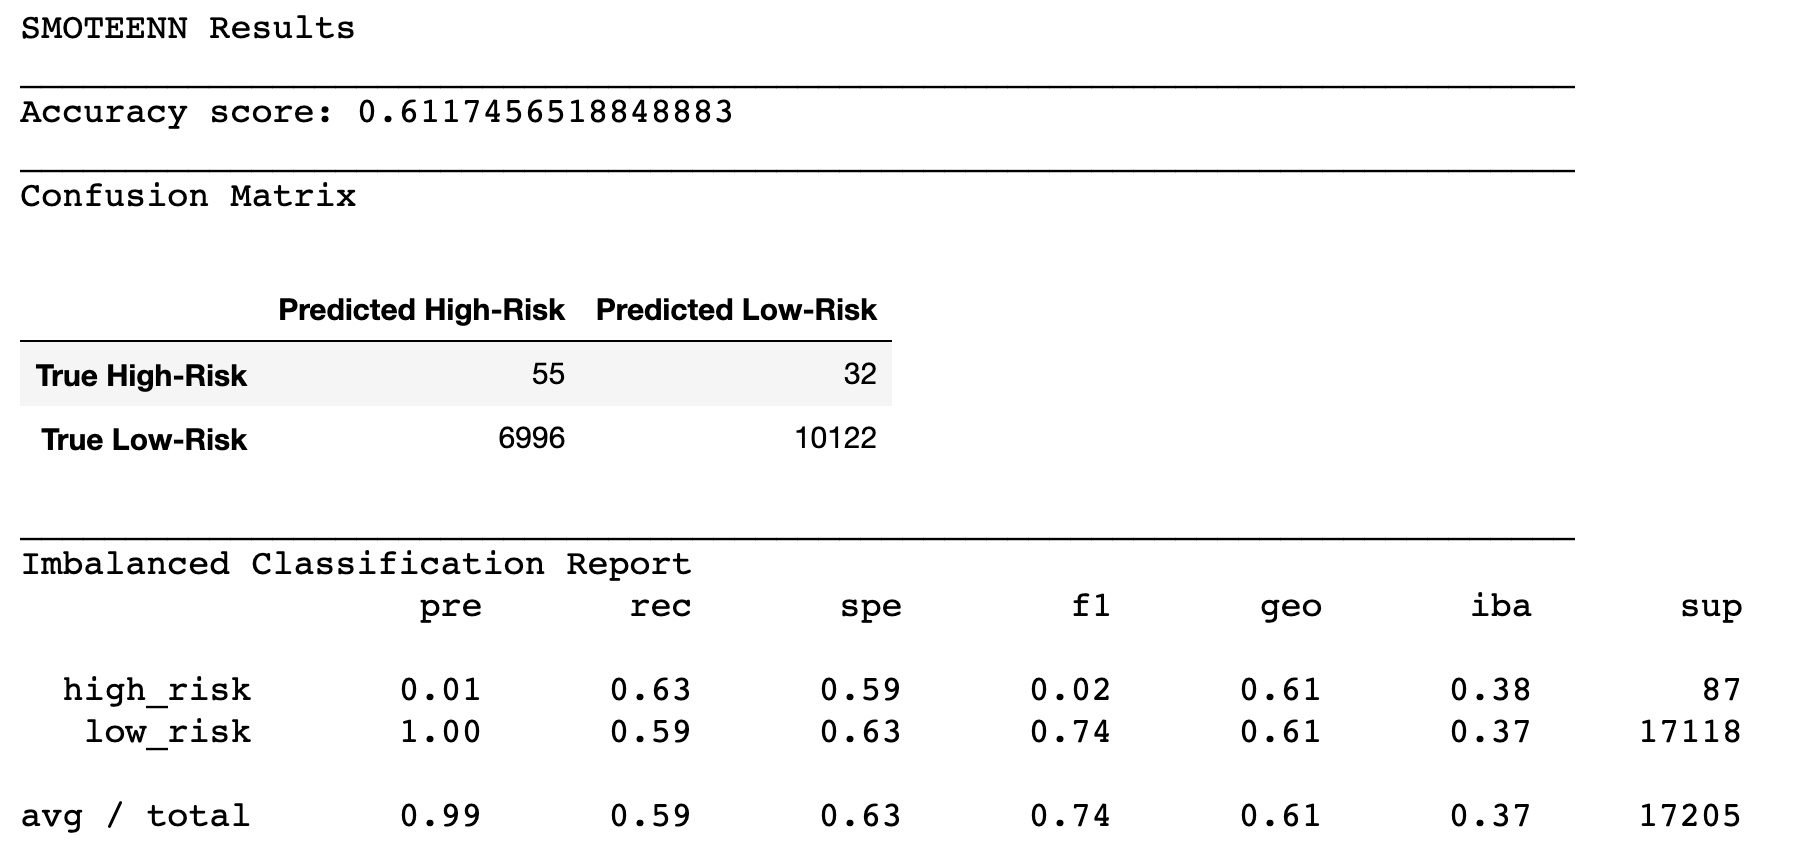 SMOTEENN Results
Accuracy score: 0.6117456518848883
Confusion Matrix
Predicted High-Risk Predicted Low-Risk
True High-Risk 55 32
True Low-Risk 6996 10122
Imbalanced Classification Report
pre rec spe f1 geo iba sup
high_risk 0.01 0.63 0.59 0.02 0.61 0.38 87
low_risk 1.00 0.59 0.63 0.74 0.61 0.37 17118
avg / total 0.99 0.59 0.63 0.74 0.61 0.37 17205